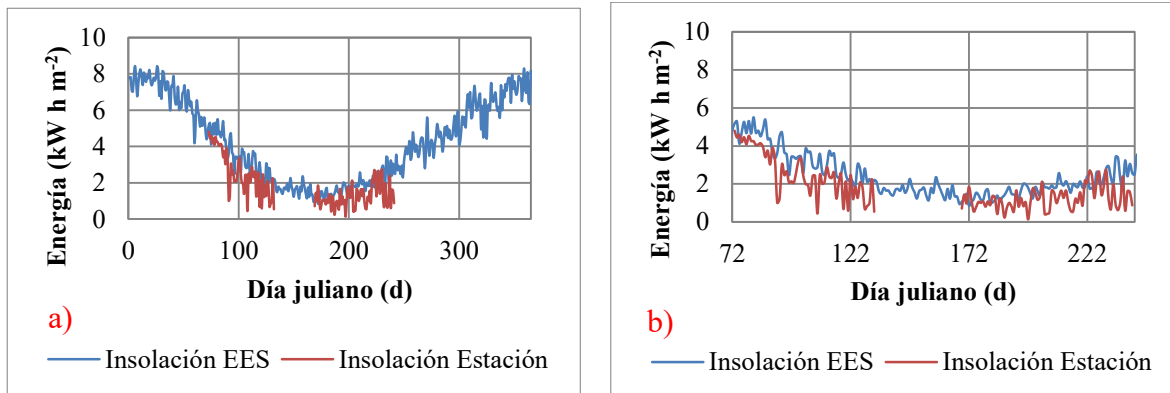 Energía (kW h m-2)
10
8
6
4
2
0
0 100 200 300
Día juliano (d)
a)
Insolación EES Insolación Estación
Energía (kW h m-2)
10
8
6
4
2
0
72 122 172 222
Día juliano (d)
b)
Insolación EES Insolación Estación